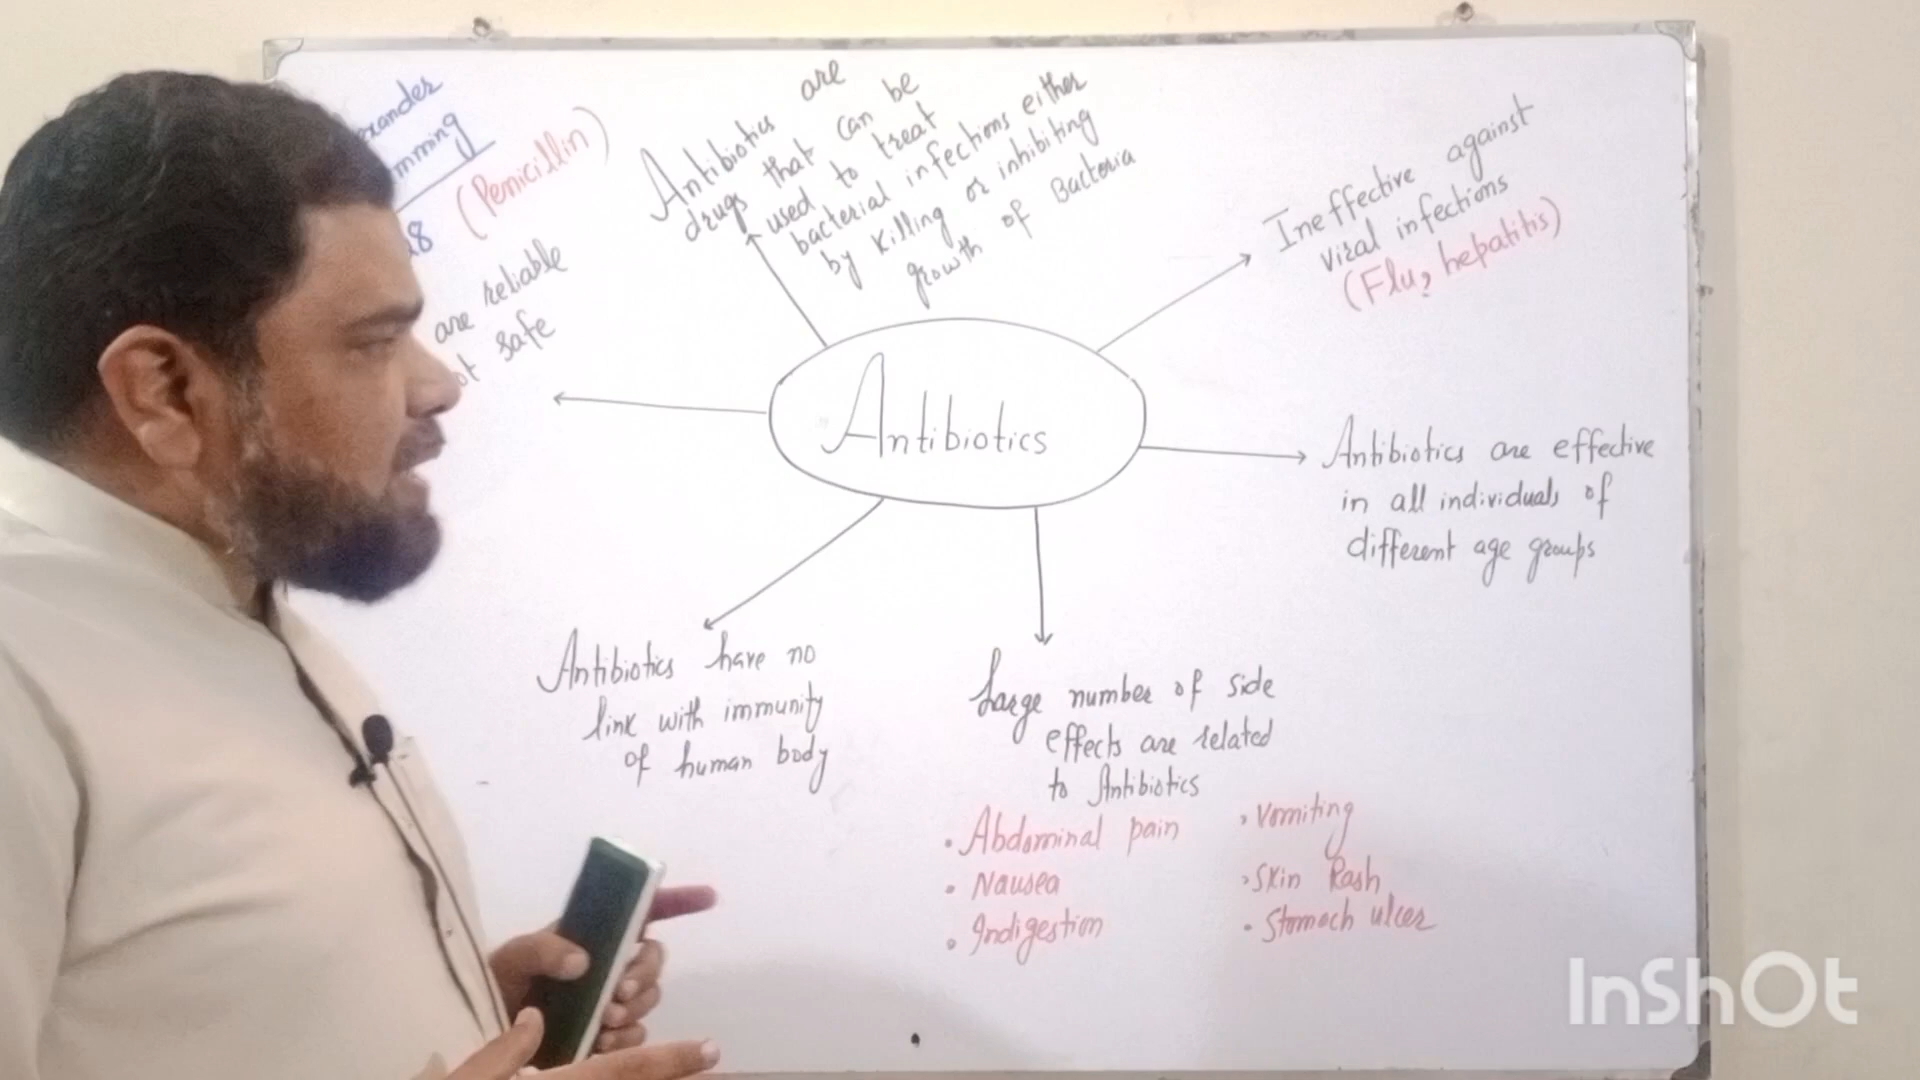 mming
28 (Penicillin)
are reliable
safe
Antibiotics are
drugs that can be
used to treat
bacterial infections either
by killing or inhibiting
growth of Bacteria
Ineffective against
viral infections
(Flu, hepatitis)
Antibiotics
Antibiotics are effective
in all individuals of
different age groups
Antibiotics have no
link with immunity
of human body
Large number of side
effects are related
to Antibiotics
• Abdominal pain
• Nausea
• Indigestion
• Vomiting
• Skin Rash
• Stomach ulcer
InShOt